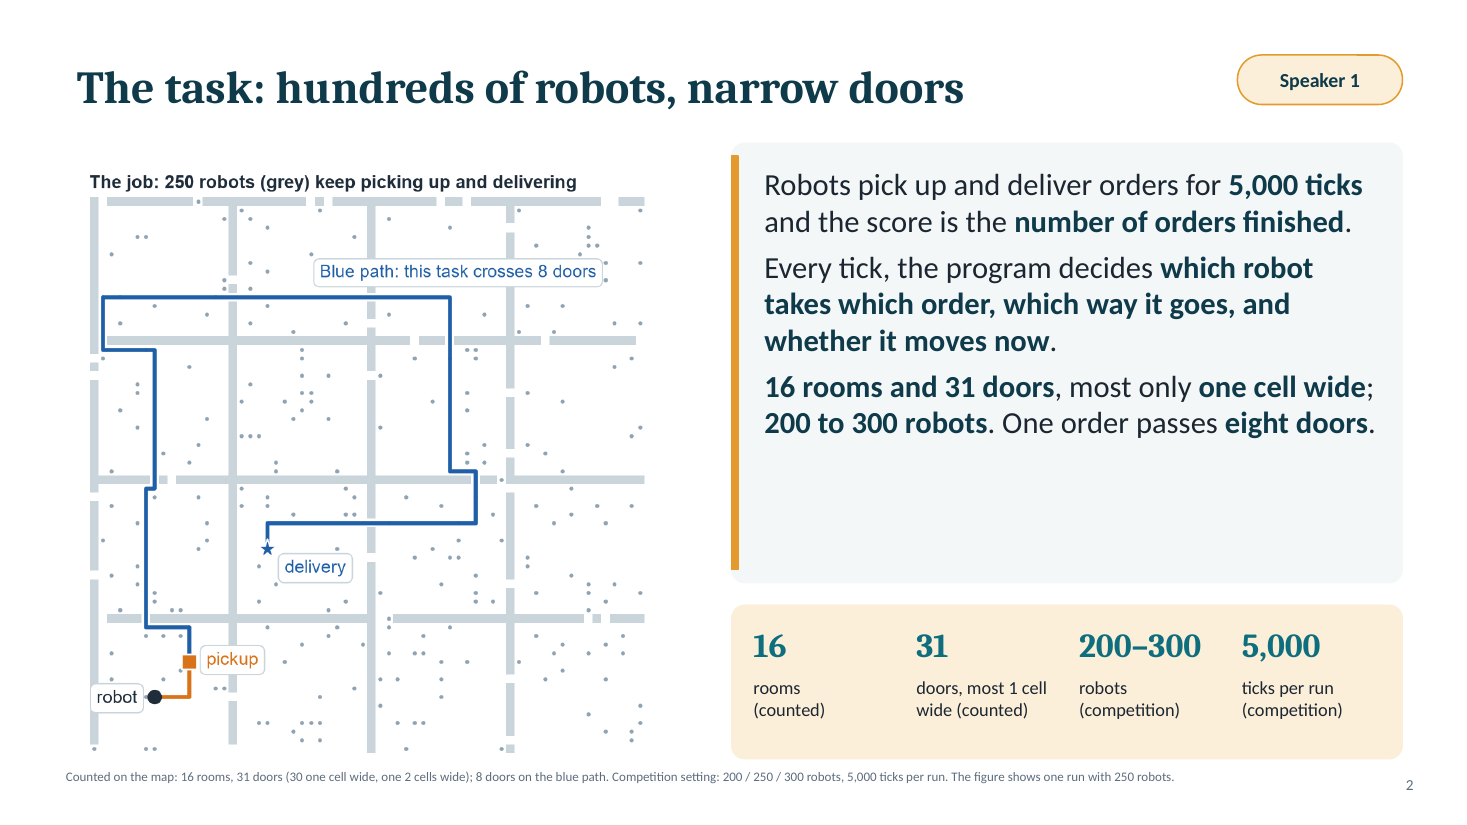 The task: hundreds of robots, narrow doors
Speaker 1
The job: 250 robots (grey) keep picking up and delivering
Blue path: this task crosses 8 doors
delivery
pickup
robot
Robots pick up and deliver orders for 5,000 ticks
and the score is the number of orders finished.
Every tick, the program decides which robot
takes which order, which way it goes, and
whether it moves now.
16 rooms and 31 doors, most only one cell wide;
200 to 300 robots. One order passes eight doors.
16
rooms
(counted)
31
doors, most 1 cell
wide (counted)
200–300
robots
(competition)
5,000
ticks per run
(competition)
Counted on the map: 16 rooms, 31 doors (30 one cell wide, one 2 cells wide); 8 doors on the blue path. Competition setting: 200 / 250 / 300 robots, 5,000 ticks per run. The figure shows one run with 250 robots.
2